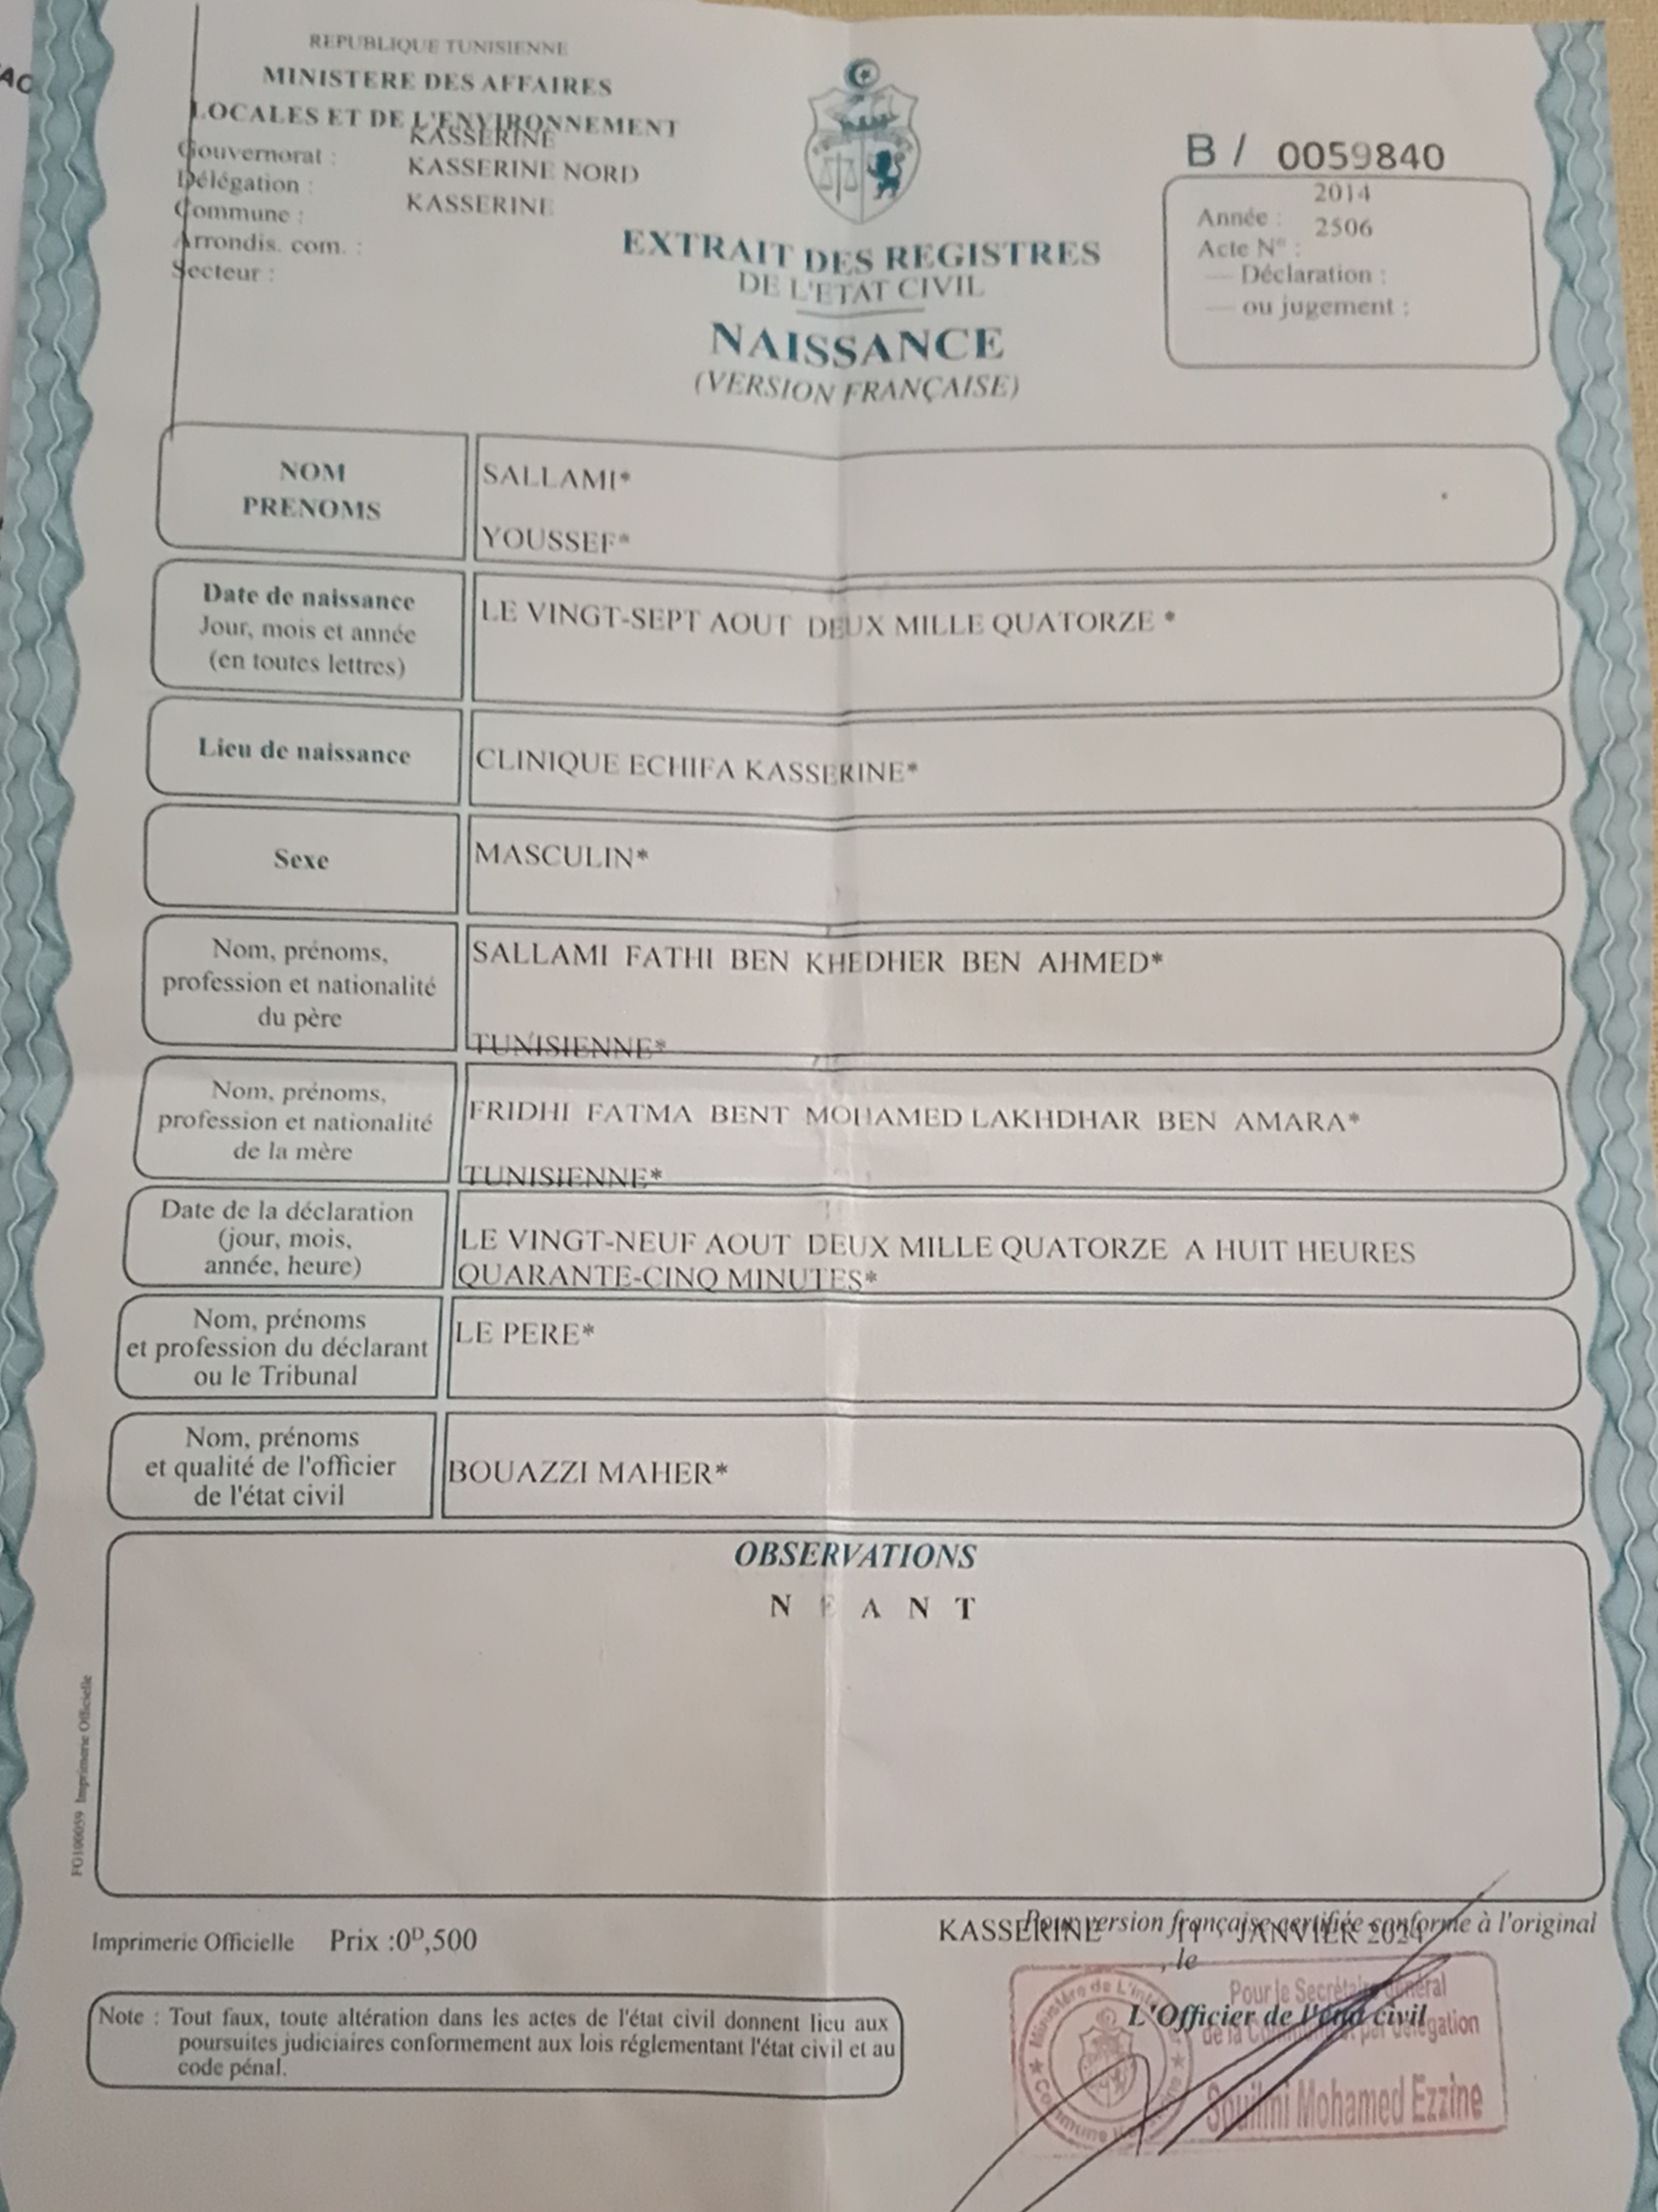 REPUBLIQUE TUNISIENNE
MINISTERE DES AFFAIRES
LOCALES ET DE L'ENVIRONNEMENT
Gouvernorat : KASSERINE
Délégation : KASSERINE NORD
Commune : KASSERINE
Arrondis. com. :
Secteur :
EXTRAIT DES REGISTRES
DE L'ETAT CIVIL
NAISSANCE
(VERSION FRANÇAISE)
B / 0059840
Année : 2014
Acte N° : 2506
— Déclaration :
— ou jugement :
NOM
PRENOMS
SALLAMI*
YOUSSEF*
Date de naissance
Jour, mois et année
(en toutes lettres)
LE VINGT-SEPT AOUT DEUX MILLE QUATORZE *
Lieu de naissance
CLINIQUE ECHIFA KASSERINE*
Sexe
MASCULIN*
Nom, prénoms,
profession et nationalité
du père
SALLAMI FATHI BEN KHEDHER BEN AHMED*
TUNISIENNE*
Nom, prénoms,
profession et nationalité
de la mère
FRIDHI FATMA BENT MOHAMED LAKHDHAR BEN AMARA*
TUNISIENNE*
Date de la déclaration
(jour, mois,
année, heure)
LE VINGT-NEUF AOUT DEUX MILLE QUATORZE A HUIT HEURES
QUARANTE-CINQ MINUTES*
Nom, prénoms
et profession du déclarant
ou le Tribunal
LE PERE*
Nom, prénoms
et qualité de l'officier
de l'état civil
BOUAZZI MAHER*
OBSERVATIONS
N E A N T
FG100059 Imprimerie Officielle
Imprimerie Officielle Prix :0D,500
Pour version française certifiée conforme à l'original
KASSERINE JANVIER 2024
, le
L'Officier de l'état civil
Pour le Secrétaire Général
de la par délégation
Mohamed Ezzine
Note : Tout faux, toute altération dans les actes de l'état civil donnent lieu aux
poursuites judiciaires conformement aux lois réglementant l'état civil et au
code pénal.